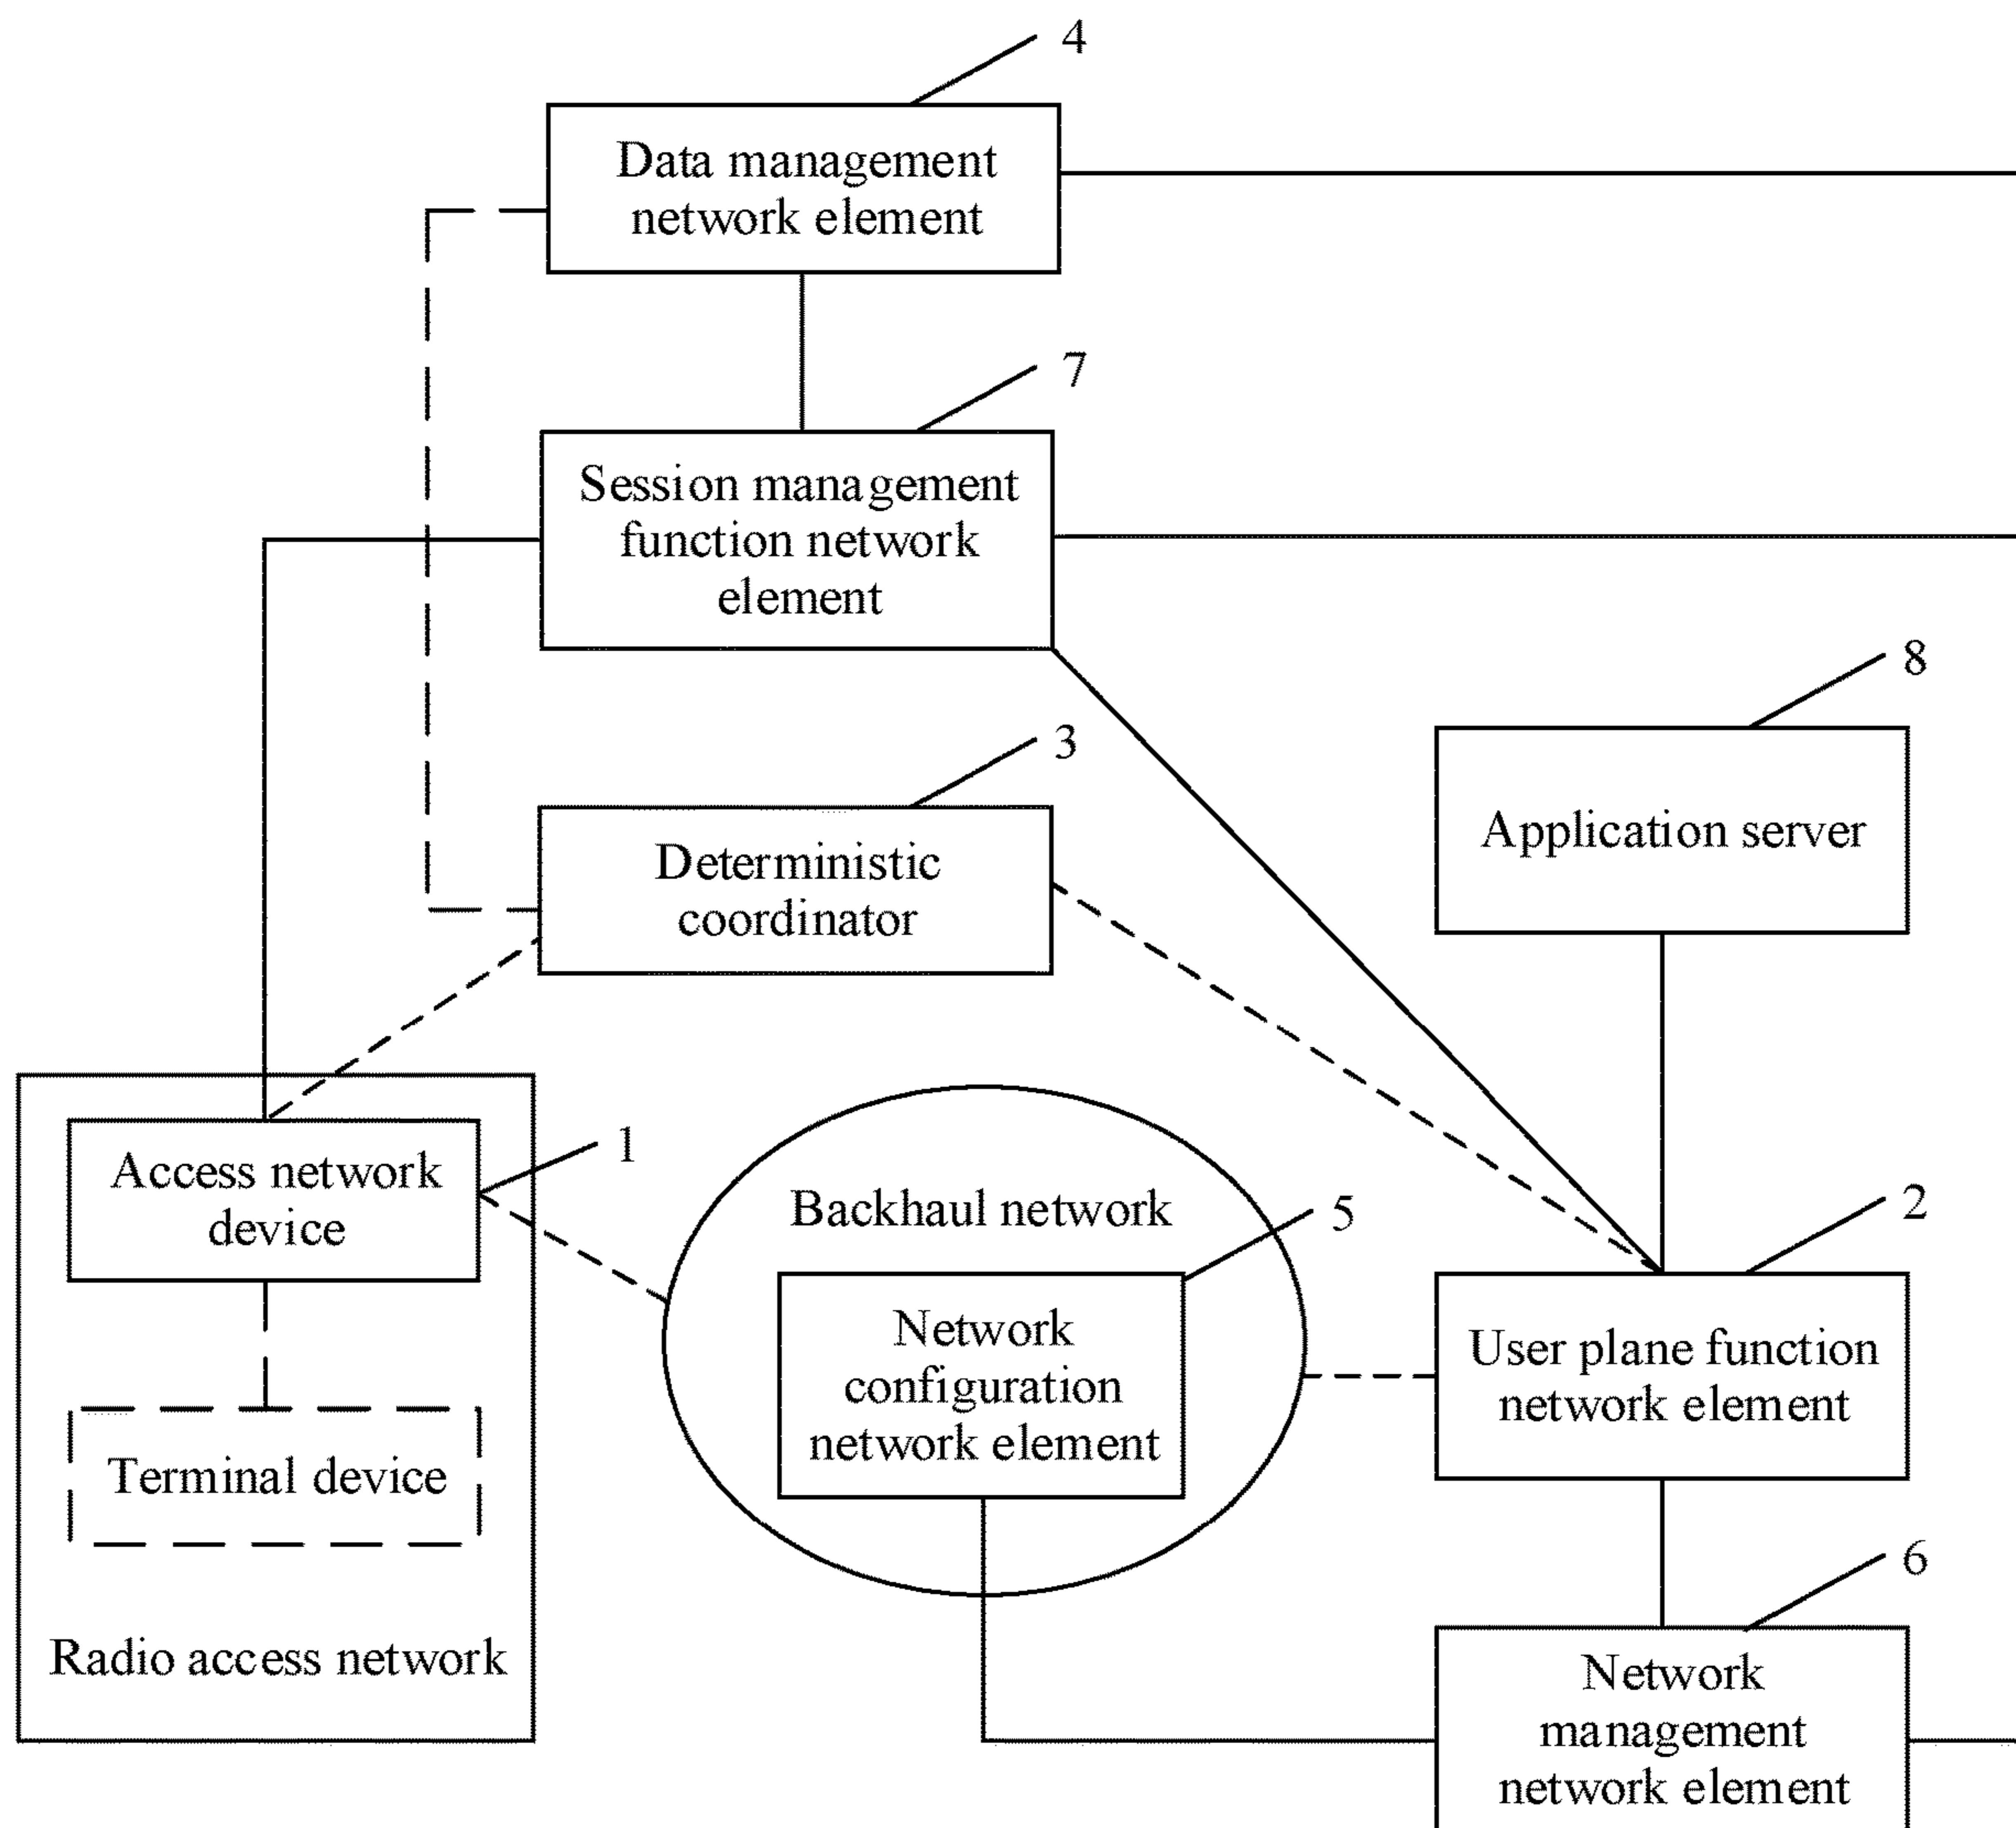 4
Data management
network element
7
Session management
function network
element
8
Application server
3
Deterministic
coordinator
1
Access network
device
Backhaul network
5
2
Network
configuration
network element
User plane function
network element
Terminal device
6
Radio access network
Network
management
network element